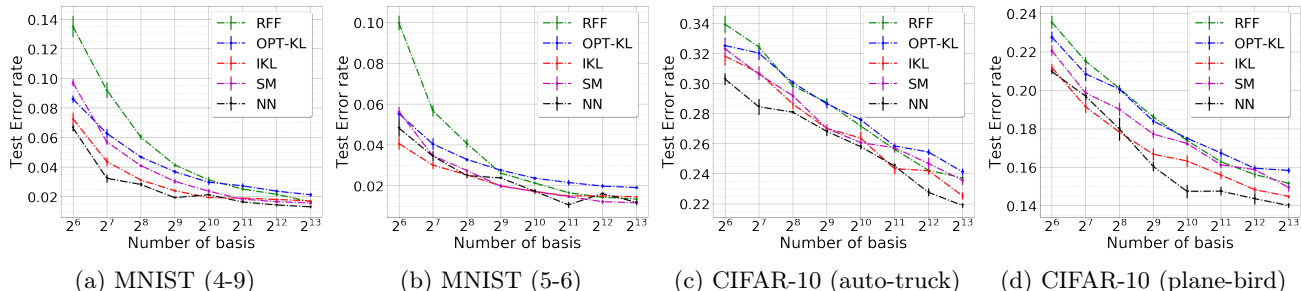 0.14
0.12
0.10
0.08
0.06
0.04
0.02
Test Error rate
RFF
OPT-KL
IKL
SM
NN
2^6 2^7 2^8 2^9 2^10 2^11 2^12 2^13
Number of basis
(a) MNIST (4-9)
0.10
0.08
0.06
0.04
0.02
Test Error rate
RFF
OPT-KL
IKL
SM
NN
2^6 2^7 2^8 2^9 2^10 2^11 2^12 2^13
Number of basis
(b) MNIST (5-6)
0.34
0.32
0.30
0.28
0.26
0.24
0.22
Test Error rate
RFF
OPT-KL
IKL
SM
NN
2^6 2^7 2^8 2^9 2^10 2^11 2^12 2^13
Number of basis
(c) CIFAR-10 (auto-truck)
0.24
0.22
0.20
0.18
0.16
0.14
Test Error rate
RFF
OPT-KL
IKL
SM
NN
2^6 2^7 2^8 2^9 2^10 2^11 2^12 2^13
Number of basis
(d) CIFAR-10 (plane-bird)